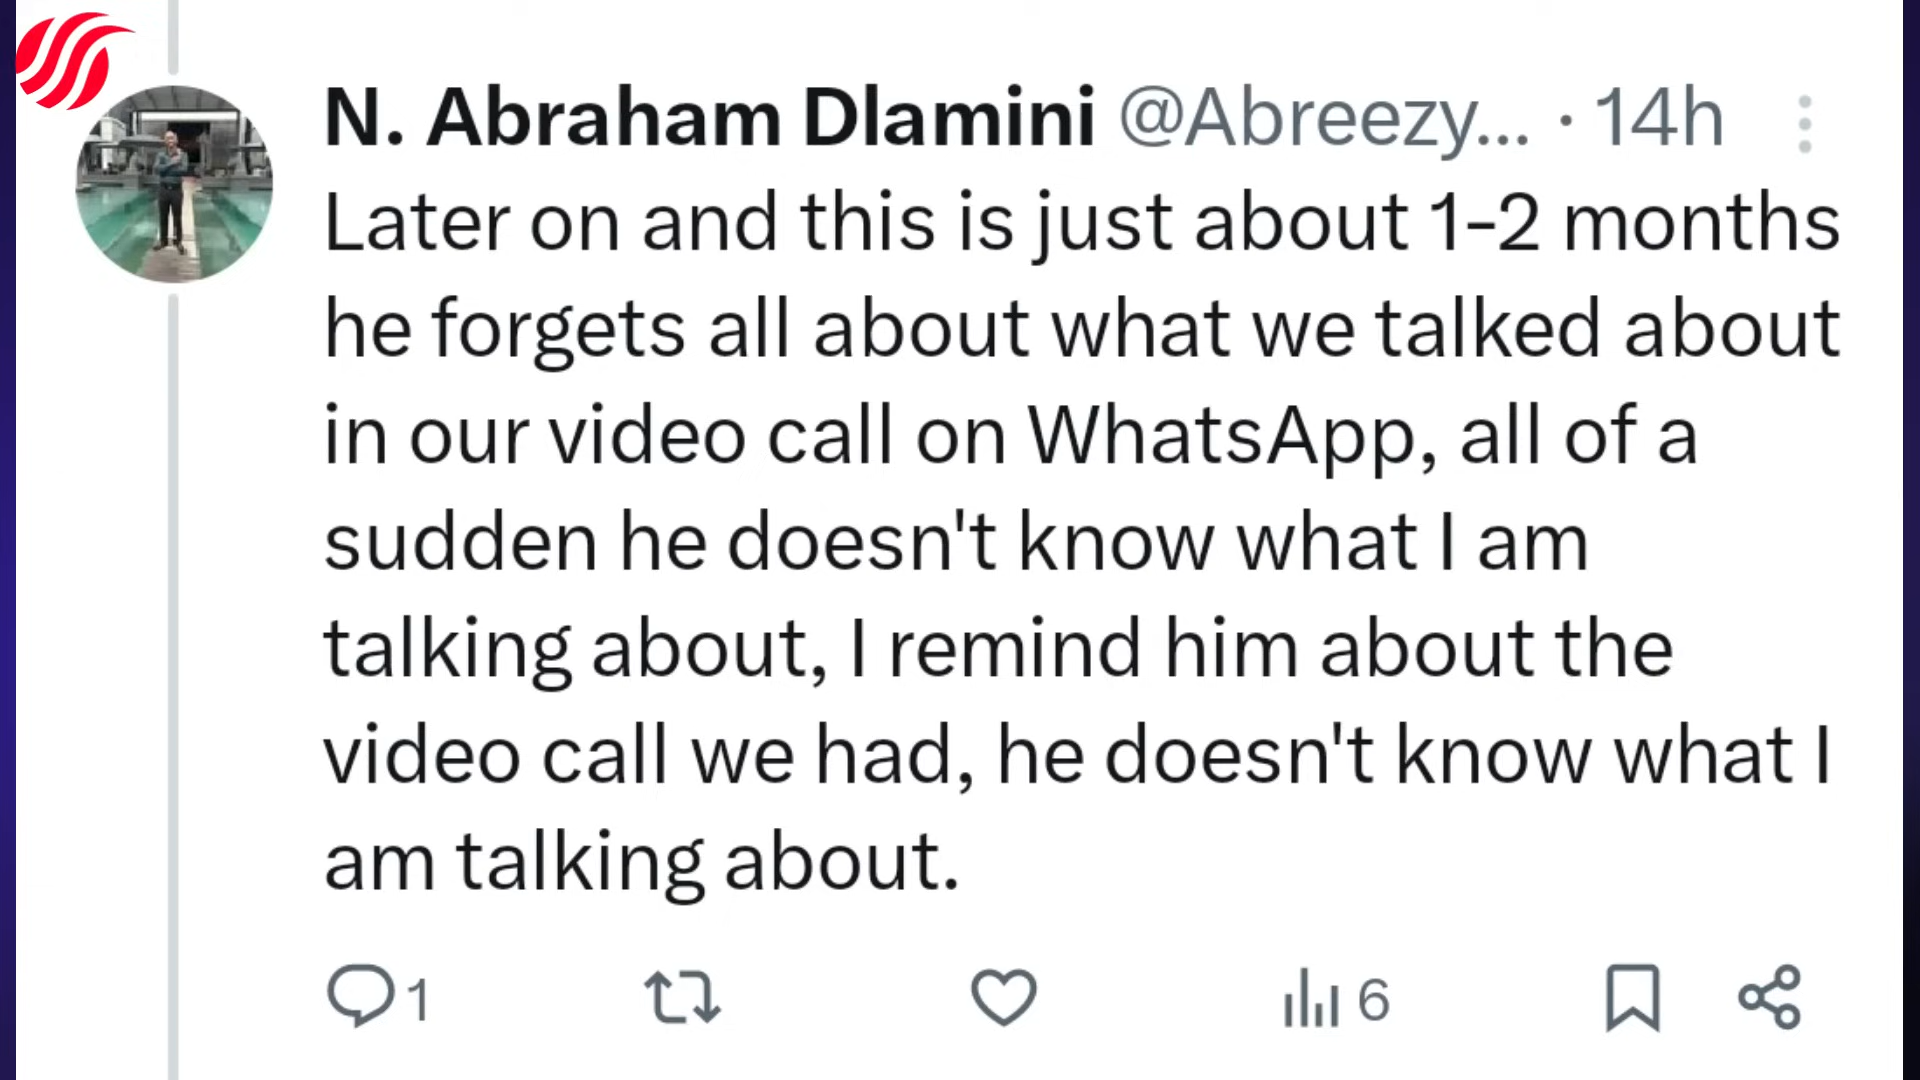 N. Abraham Dlamini @Abreezy... · 14h
Later on and this is just about 1-2 months
he forgets all about what we talked about
in our video call on WhatsApp, all of a
sudden he doesn't know what I am
talking about, I remind him about the
video call we had, he doesn't know what I
am talking about.
1 6